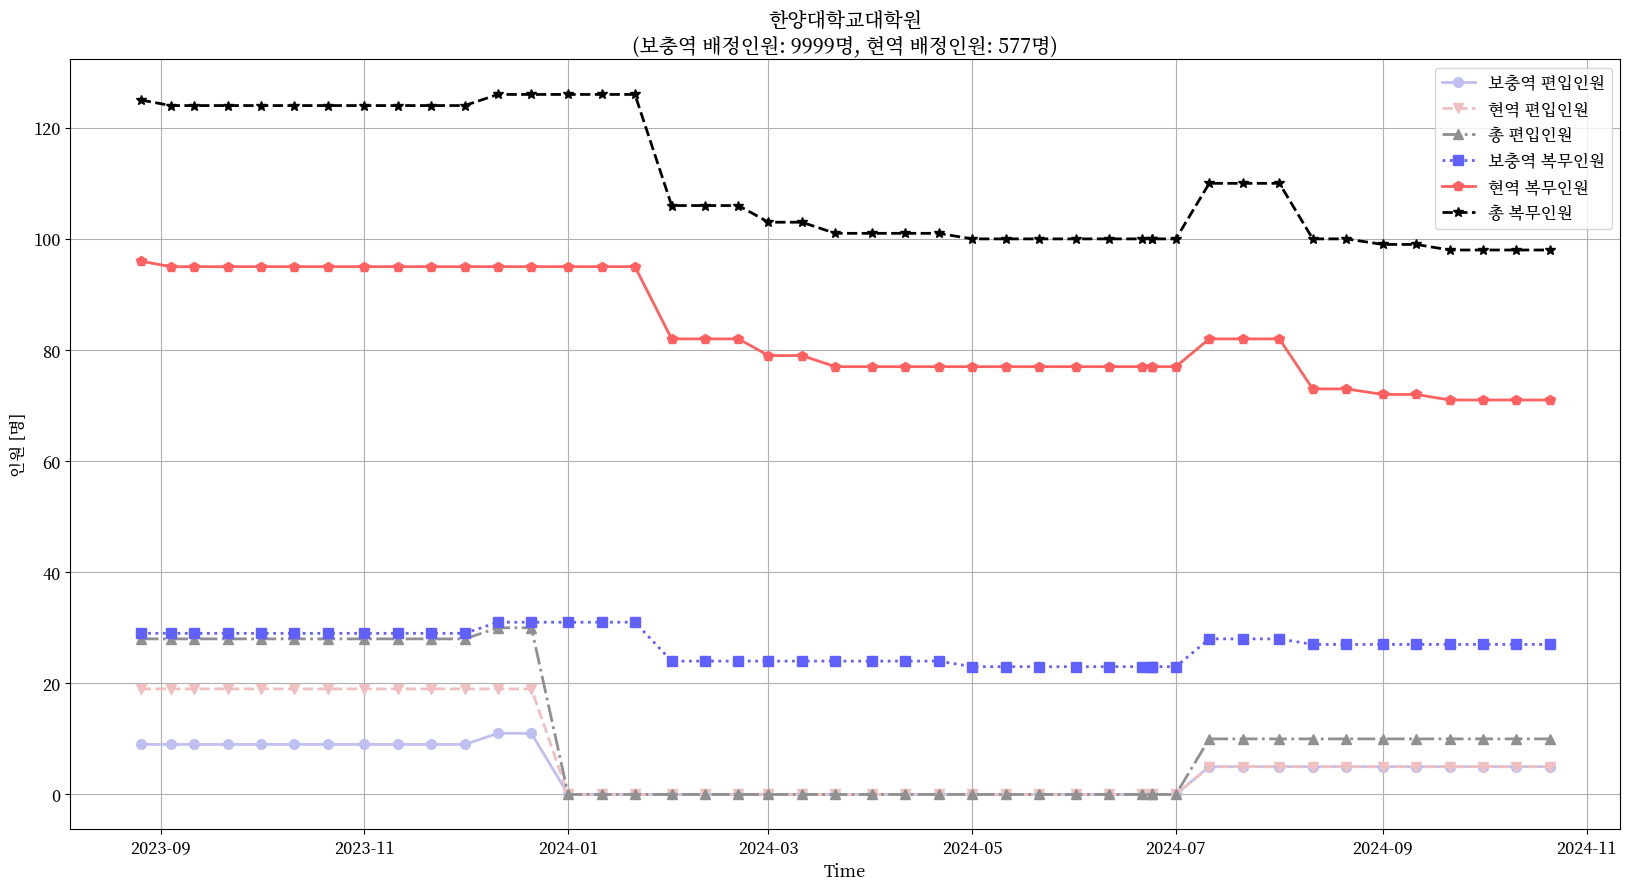 한양대학교대학원
(보충역 배정인원: 9999명, 현역 배정인원: 577명)
보충역 편입인원
현역 편입인원
총 편입인원
보충역 복무인원
현역 복무인원
총 복무인원
인원 [명]
120
100
80
60
40
20
0
2023-09
2023-11
2024-01
2024-03
2024-05
2024-07
2024-09
2024-11
Time